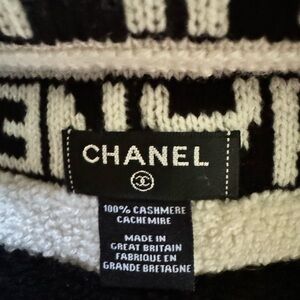 CHANEL
100% CASHMERE
CACHEMIRE
MADE IN
GREAT BRITAIN
FABRIQUE EN
GRANDE BRETAGNE